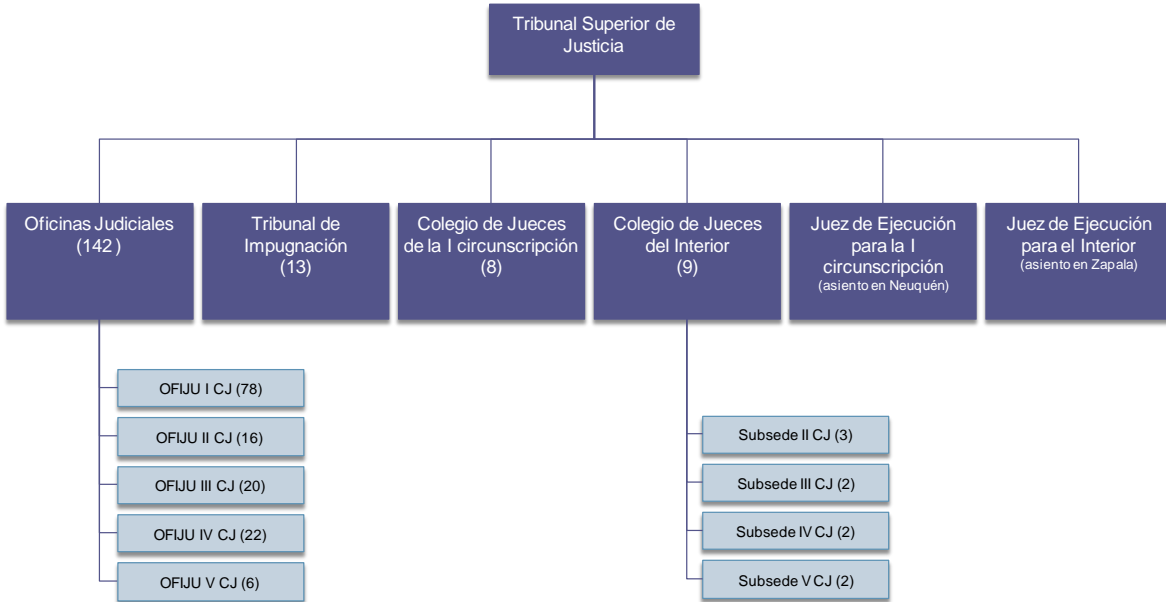 Tribunal Superior de
Justicia
Oficinas Judiciales
(142 )
Tribunal de
Impugnación
(13)
Colegio de Jueces
de la I circunscripción
(8)
Colegio de Jueces
del Interior
(9)
Juez de Ejecución
para la I
circunscripción
(asiento en Neuquén)
Juez de Ejecución
para el Interior
(asiento en Zapala)
OFIJU I CJ (78)
OFIJU II CJ (16)
OFIJU III CJ (20)
OFIJU IV CJ (22)
OFIJU V CJ (6)
Subsede II CJ (3)
Subsede III CJ (2)
Subsede IV CJ (2)
Subsede V CJ (2)